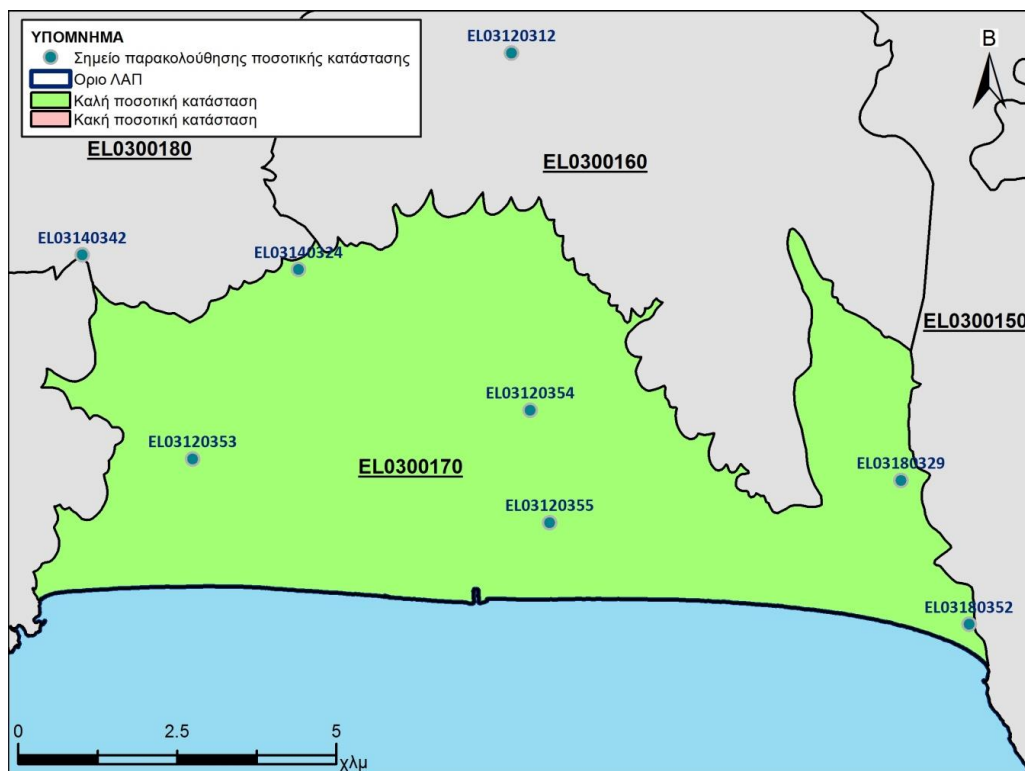 ΥΠΟΜΝΗΜΑ
Σημείο παρακολούθησης ποσοτικής κατάστασης
Οριο ΛΑΠ
Καλή ποσοτική κατάσταση
Κακή ποσοτική κατάσταση
EL03120312
Β
EL0300180
EL0300160
EL03140342
EL03140324
EL0300150
EL03120354
EL03120353
EL0300170
EL03180329
EL03120355
EL03180352
0 2.5 5
χλμ